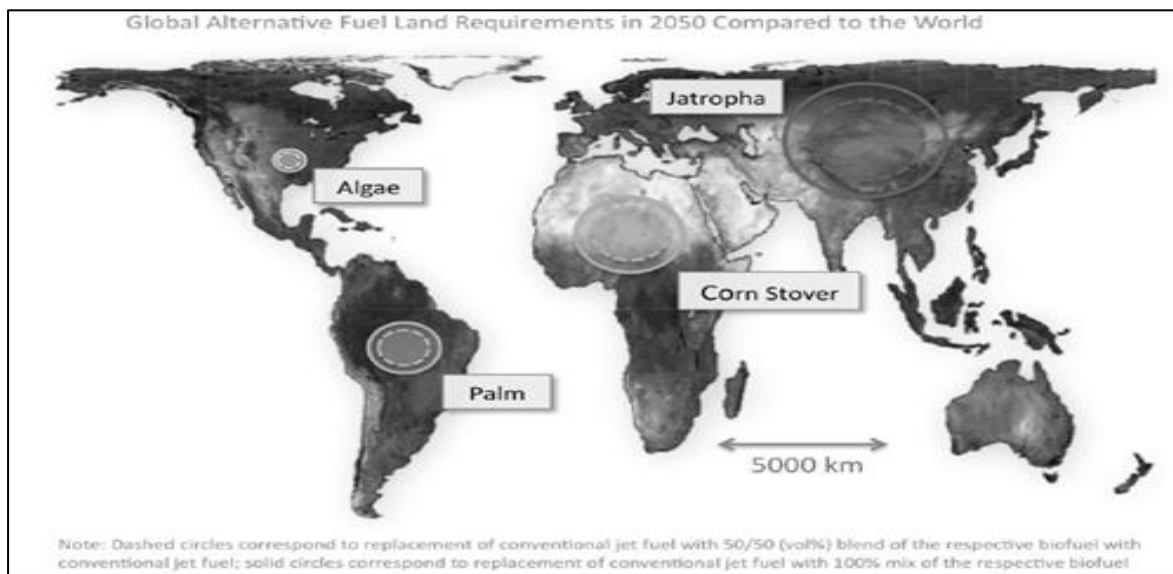 Global Alternative Fuel Land Requirements in 2050 Compared to the World
Jatropha
Algae
Corn Stover
Palm
5000 km
Note: Dashed circles correspond to replacement of conventional jet fuel with 50/50 (vol%) blend of the respective biofuel with
conventional jet fuel; solid circles correspond to replacement of conventional jet fuel with 100% mix of the respective biofuel